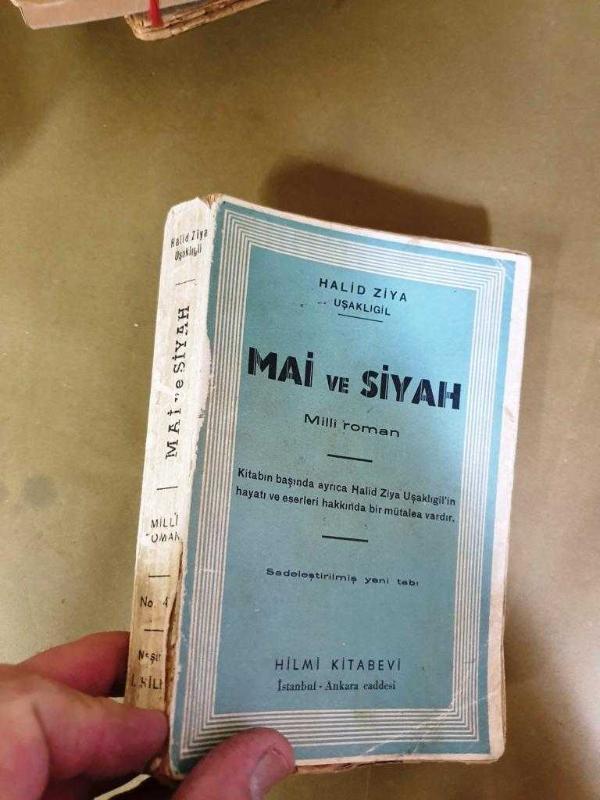 HALİD ZİYA
UŞAKLIGİL
MAİ VE SİYAH
Milli roman
Kitabın başında ayrıca Halid Ziya Uşaklıgil'in
hayatı ve eserleri hakkında bir mütalea vardır.
Sadeleştirilmiş yeni tabı
HİLMİ KİTABEVİ
İstanbul - Ankara caddesi
Halid Ziya
Uşaklıgil
MAİ ve SİYAH
MİLLÎ
No. 4